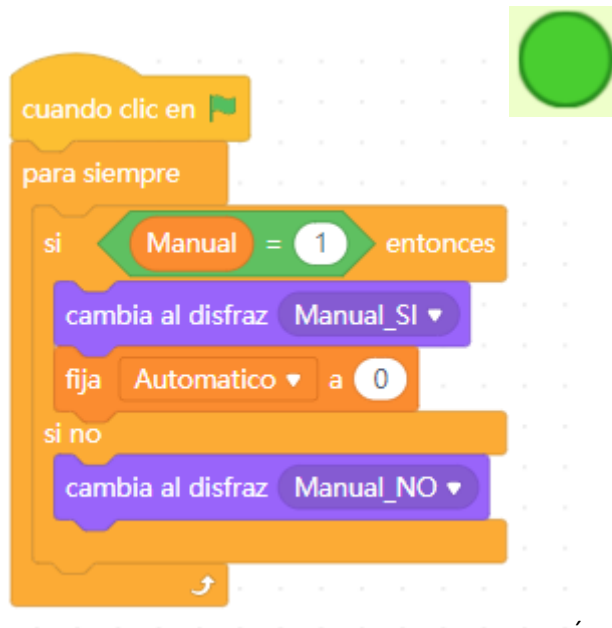 cuando clic en
para siempre
si Manual = 1 entonces
cambia al disfraz Manual_SI
fija Automatico a 0
si no
cambia al disfraz Manual_NO